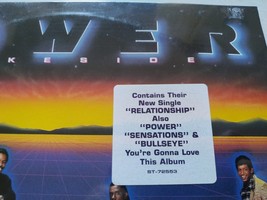 WER
KESIDE
Contains Their
New Single
"RELATIONSHIP"
Also
"POWER"
"SENSATIONS" &
"BULLSEYE"
You're Gonna Love
This Album
ST-72553